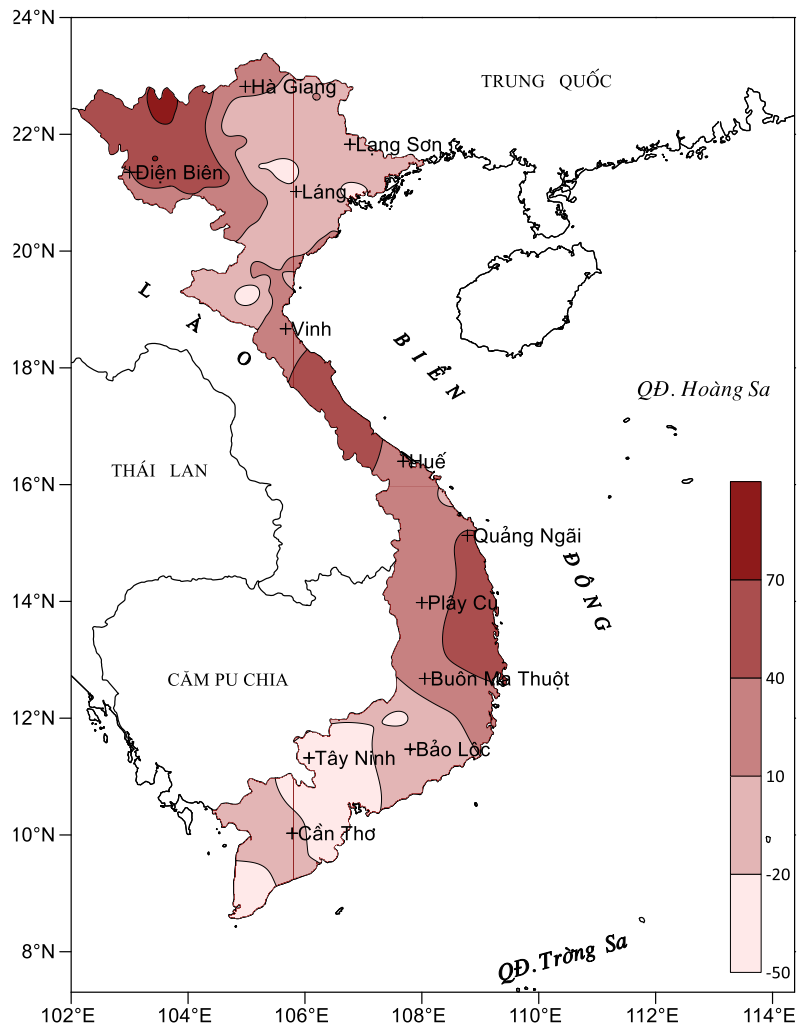 24°N
TRUNG QUỐC
Hà Giang
22°N
Lạng Sơn
Điện Biên
Láng
20°N
LÀO
Vinh
18°N
BIỂN
QĐ. Hoàng Sa
THÁI LAN
Huế
16°N
Quảng Ngãi
ĐÔNG
70
14°N
Plây Cu
CĂM PU CHIA
Buôn Ma Thuột
40
12°N
Bảo Lộc
Tây Ninh
10
10°N
Cần Thơ
-20
8°N
QĐ. Tròng Sa
-50
102°E 104°E 106°E 108°E 110°E 112°E 114°E